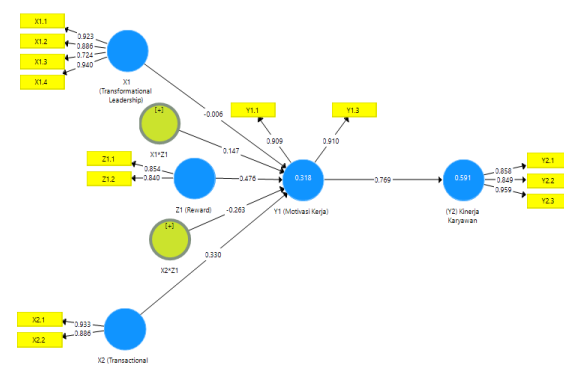 X1.1
X1.2
X1.3
X1.4
0.923
0.886
0.724
0.940
X1
(Transformational
Leadership)
-0.006
[+]
X1*Z1
0.147
Y1.1
Y1.3
0.909
0.910
Z1.1
Z1.2
0.854
0.840
Z1 (Reward)
0.476
0.318
Y1 (Motivasi Kerja)
0.769
0.591
(Y2) Kinerja
Karyawan
0.858
0.849
0.959
Y2.1
Y2.2
Y2.3
[+]
X2*Z1
-0.263
0.330
X2.1
X2.2
0.933
0.886
X2 (Transactional